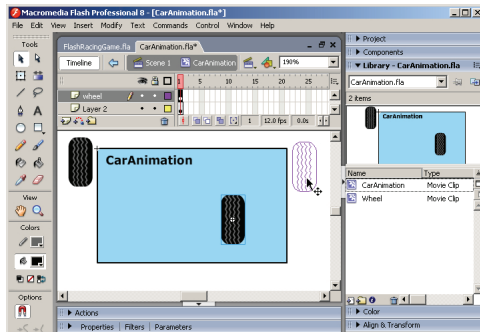 Macromedia Flash Professional 8 - [CarAnimation.fla*]
File Edit View Insert Modify Text Commands Control Window Help
Tools
View
Colors
Options
FlashRacingGame.fla CarAnimation.fla*
Timeline Scene 1 CarAnimation 190%
1 5 10 15 20 25
wheel
Layer 2
1 12.0 fps 0.0s
CarAnimation
Actions
Properties Filters Parameters
Project
Components
Library - CarAnimation.fla
CarAnimation.fla
2 items
CarAnimation
Name Type
CarAnimation Movie Clip
Wheel Movie Clip
Color
Align & Transform